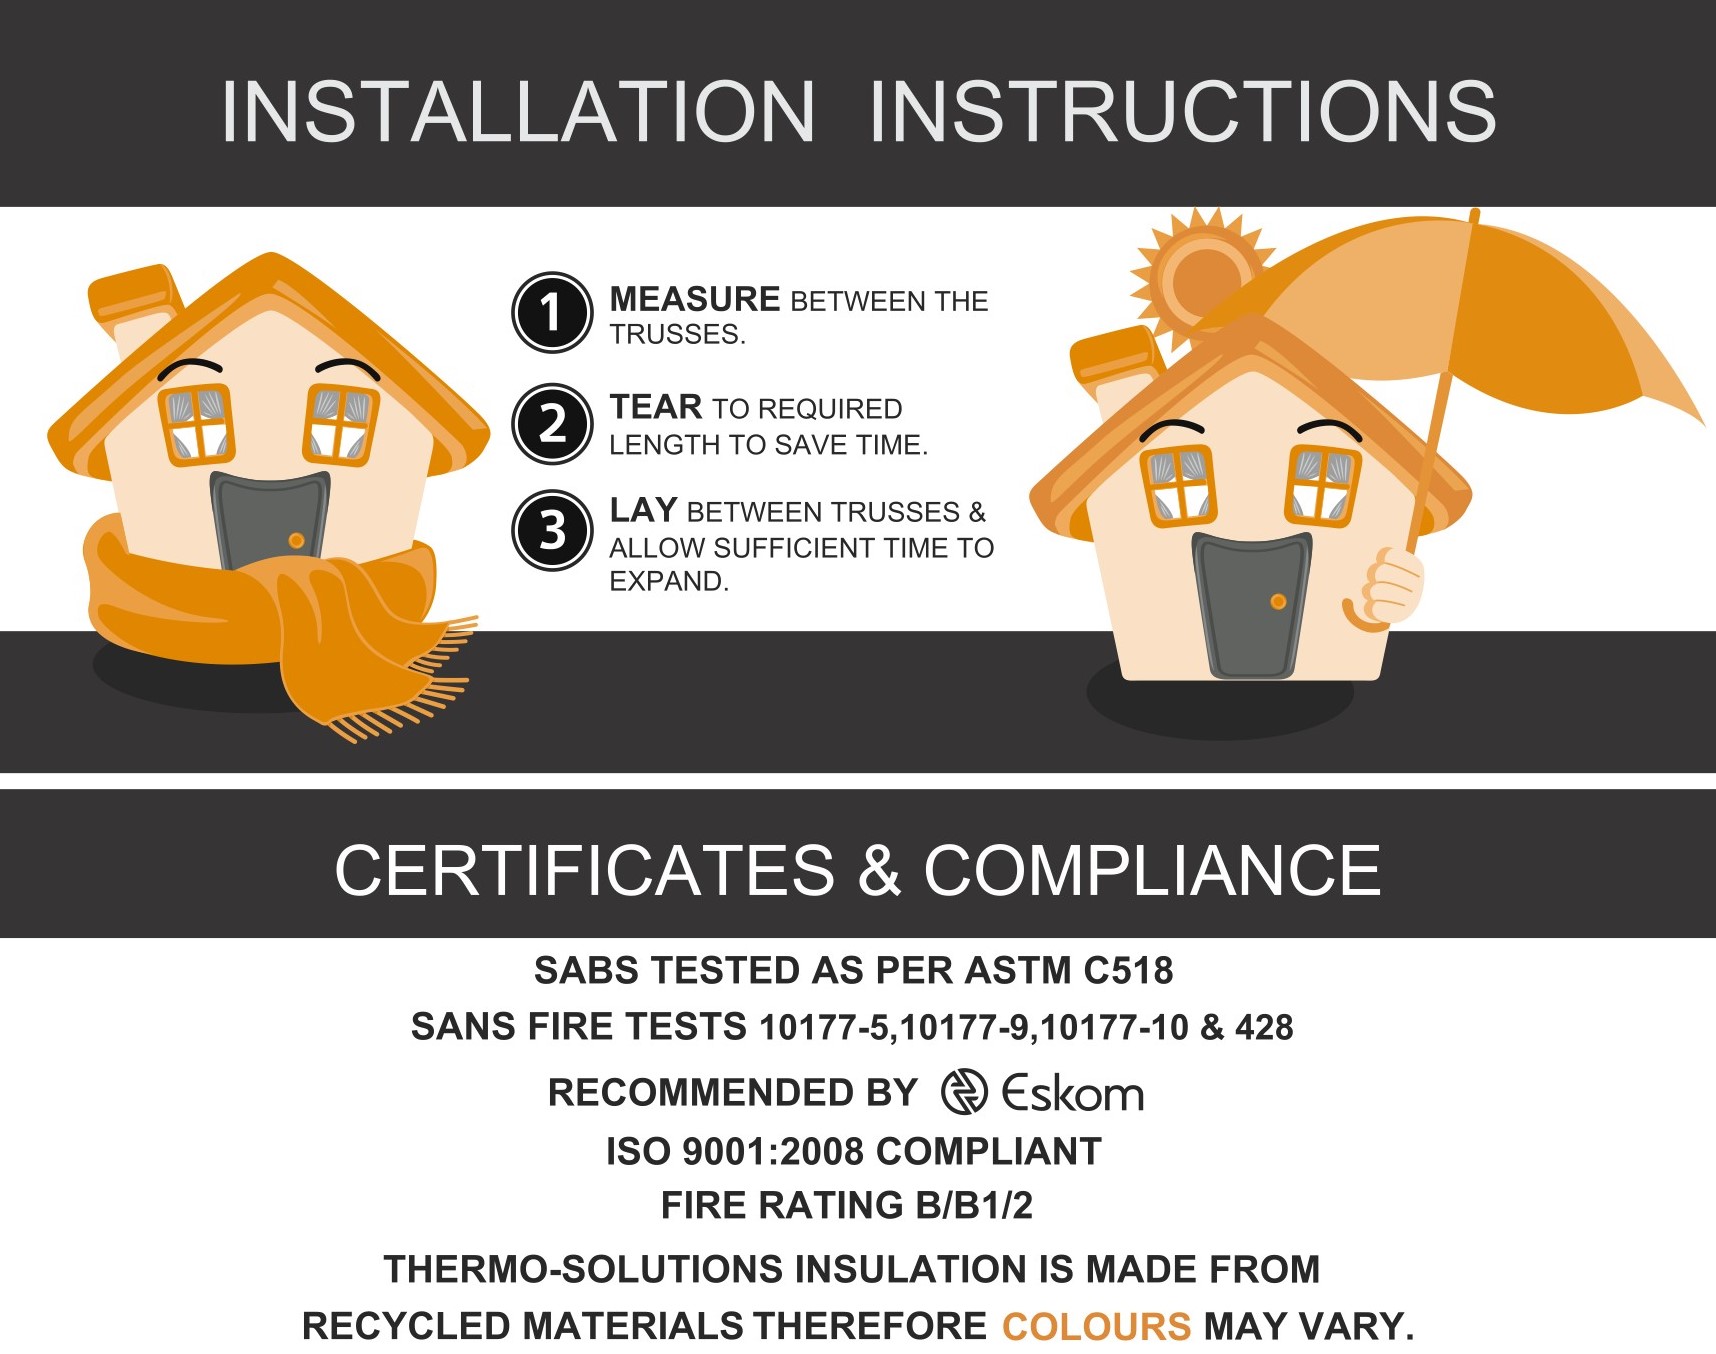 INSTALLATION INSTRUCTIONS
1 MEASURE BETWEEN THE
TRUSSES.
2 TEAR TO REQUIRED
LENGTH TO SAVE TIME.
3 LAY BETWEEN TRUSSES &
ALLOW SUFFICIENT TIME TO
EXPAND.
CERTIFICATES & COMPLIANCE
SABS TESTED AS PER ASTM C518
SANS FIRE TESTS 10177-5,10177-9,10177-10 & 428
RECOMMENDED BY Eskom
ISO 9001:2008 COMPLIANT
FIRE RATING B/B1/2
THERMO-SOLUTIONS INSULATION IS MADE FROM
RECYCLED MATERIALS THEREFORE COLOURS MAY VARY.